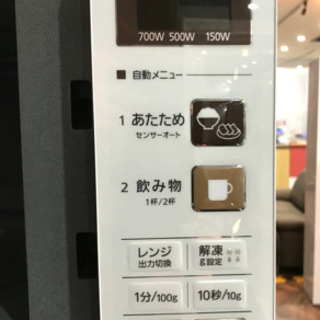 700W 500W 150W
■ 自動メニュー
1 あたため
センサーオート
2 飲み物
1杯/2杯
レンジ 解凍
出力切換 g設定
1分/100g 10秒/10g